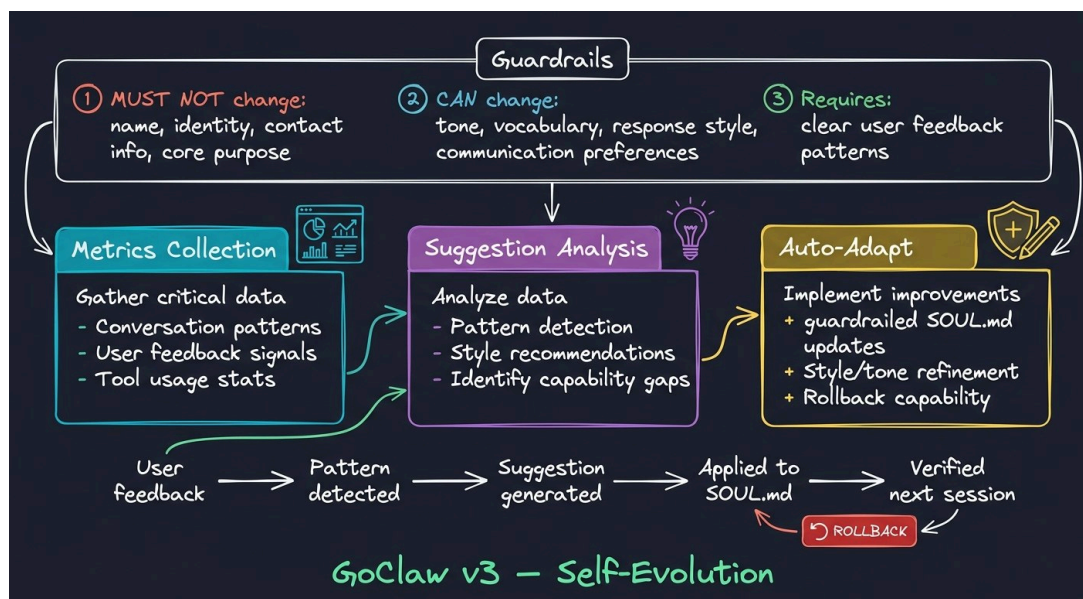 Guardrails
1 MUST NOT change:
name, identity, contact
info, core purpose
2 CAN change:
tone, vocabulary, response style,
communication preferences
3 Requires:
clear user feedback
patterns
Metrics Collection
Gather critical data
- Conversation patterns
- User feedback signals
- Tool usage stats
Suggestion Analysis
Analyze data
- Pattern detection
- Style recommendations
- Identify capability gaps
Auto-Adapt
Implement improvements
+ guardrailed SOUL.md
updates
+ Style/tone refinement
+ Rollback capability
User
feedback
Pattern
detected
Suggestion
generated
Applied to
SOUL.md
Verified
next session
ROLLBACK
GoClaw v3 — Self-Evolution